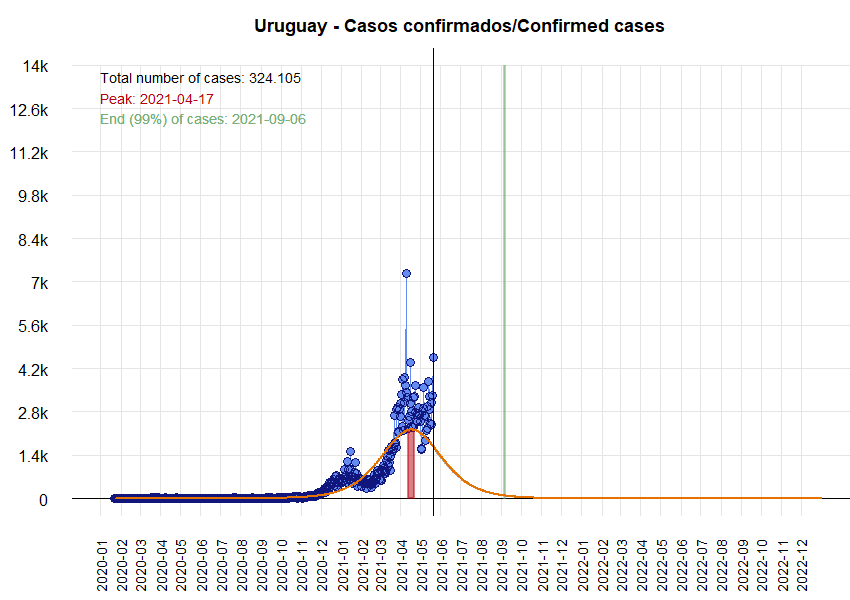 Uruguay - Casos confirmados/Confirmed cases
14k
12.6k
11.2k
9.8k
8.4k
7k
5.6k
4.2k
2.8k
1.4k
0
Total number of cases: 324.105
Peak: 2021-04-17
End (99%) of cases: 2021-09-06
2020-01
2020-02
2020-03
2020-04
2020-05
2020-06
2020-07
2020-08
2020-09
2020-10
2020-11
2020-12
2021-01
2021-02
2021-03
2021-04
2021-05
2021-06
2021-07
2021-08
2021-09
2021-10
2021-11
2021-12
2022-01
2022-02
2022-03
2022-04
2022-05
2022-06
2022-07
2022-08
2022-09
2022-10
2022-11
2022-12